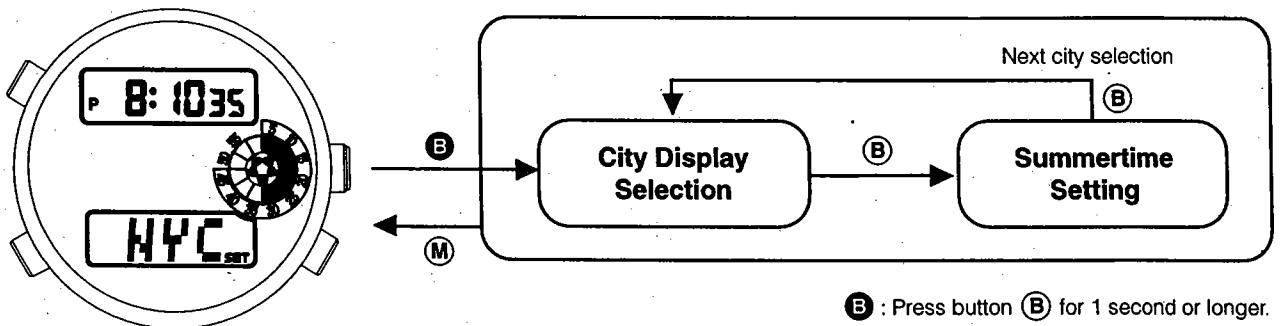 Next city selection
B
P 8:10 35
B
City Display
Selection
B
Summertime
Setting
NYC SET
M
B : Press button B for 1 second or longer.